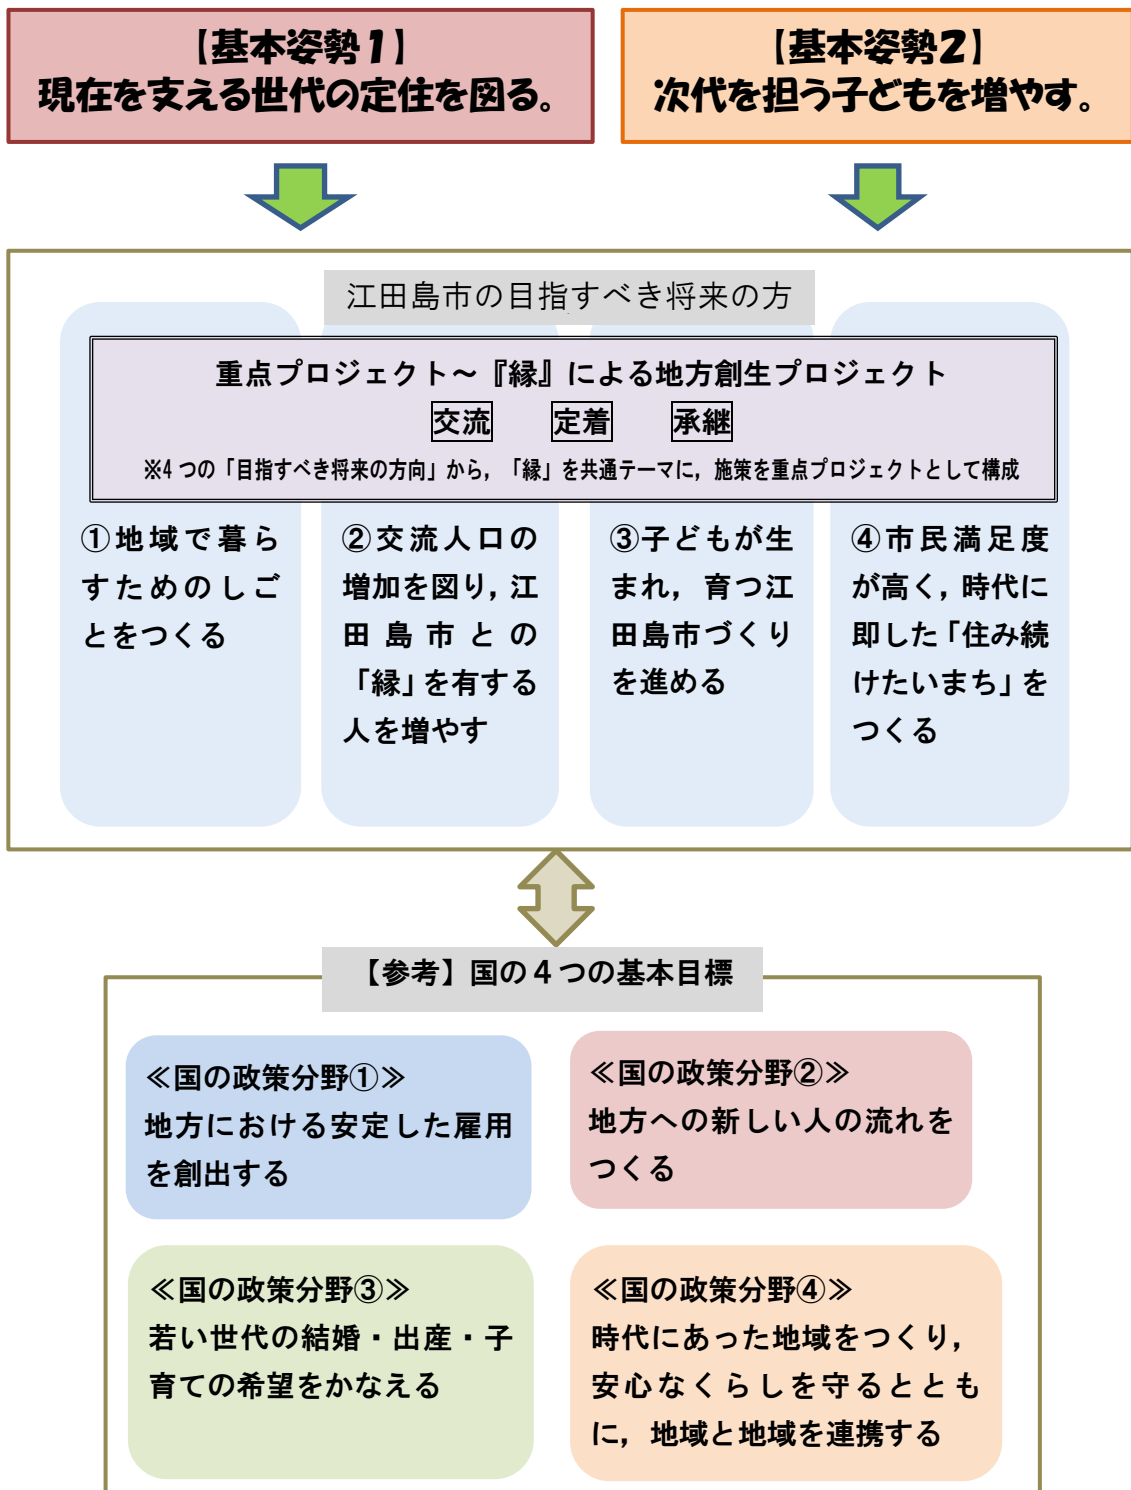 【基本姿勢1】
現在を支える世代の定住を図る。
【基本姿勢2】
次代を担う子どもを増やす。
江田島市の目指すべき将来の方
重点プロジェクト～『縁』による地方創生プロジェクト
交流 定着 承継
※4つの「目指すべき将来の方向」から，「縁」を共通テーマに，施策を重点プロジェクトとして構成
①地域で暮ら
すためのしご
とをつくる
②交流人口の
増加を図り，江
田島市との
「縁」を有する
人を増やす
③子どもが生
まれ，育つ江
田島市づくり
を進める
④市民満足度
が高く，時代に
即した「住み続
けたいまち」を
つくる
【参考】国の４つの基本目標
≪国の政策分野①≫
地方における安定した雇用
を創出する
≪国の政策分野②≫
地方への新しい人の流れを
つくる
≪国の政策分野③≫
若い世代の結婚・出産・子
育ての希望をかなえる
≪国の政策分野④≫
時代にあった地域をつくり，
安心なくらしを守るととも
に，地域と地域を連携する